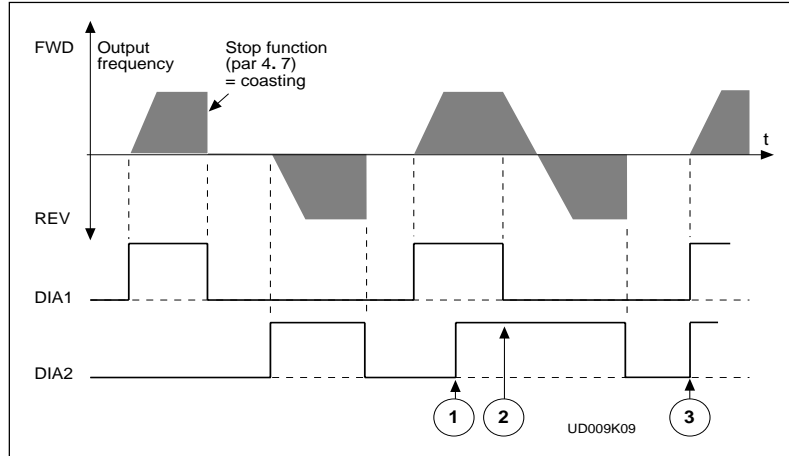 FWD
Output
frequency
Stop function
(par 4. 7)
= coasting
t
REV
DIA1
DIA2
1 2 3
UD009K09